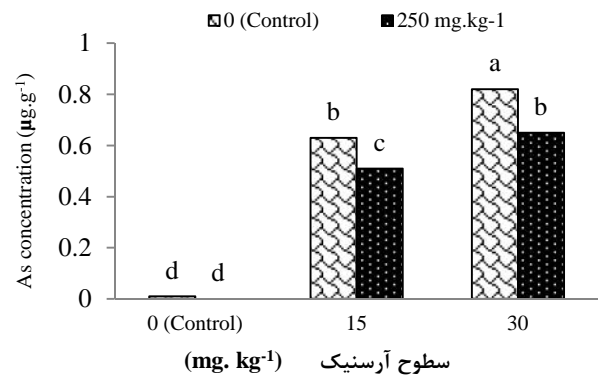 0 (Control) 250 mg.kg-1
As concentration (µg.g-1)
1
0.8
0.6
0.4
0.2
0
d d
b c
a b
0 (Control) 15 30
سطوح آرسنیک (mg. kg-1)